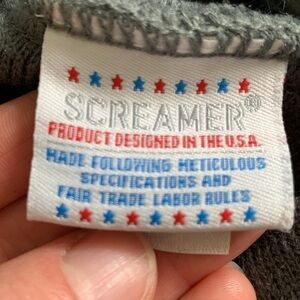 SCREAMER®
PRODUCT DESIGNED IN THE U.S.A.
MADE FOLLOWING METICULOUS
SPECIFICATIONS AND
FAIR TRADE LABOR RULES